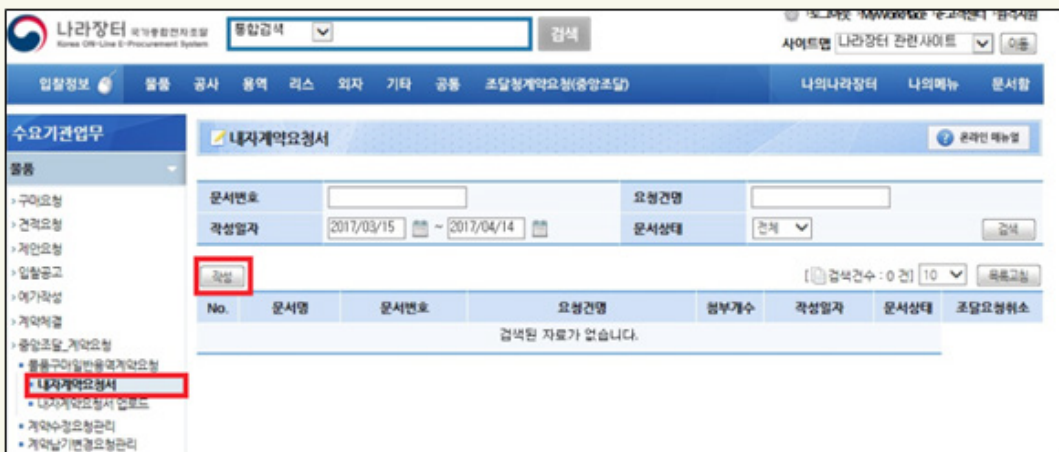 나라장터 국가종합전자조달
Korea ON-Line E-Procurement System
통합검색
검색
사이트맵 나라장터 관련사이트 이동
입찰정보 물품 공사 용역 리스 외자 기타 공통 조달청계약요청(중앙조달) 나의나라장터 나의메뉴 문서함
수요기관업무
내자계약요청서
온라인 매뉴얼
물품
구매요청
견적요청
제안요청
입찰공고
예가작성
계약체결
중앙조달_계약요청
물품구매일반용역계약요청
내자계약요청서
내자계약요청서 업로드
계약수정요청관리
계약납기변경요청관리
문서번호
요청건명
작성일자 2017/03/15 ~ 2017/04/14
문서상태 전체
검색
작성
[검색건수 : 0 건] 10 목록고침
No. 문서명 문서번호 요청건명 첨부개수 작성일자 문서상태 조달요청취소
검색된 자료가 없습니다.